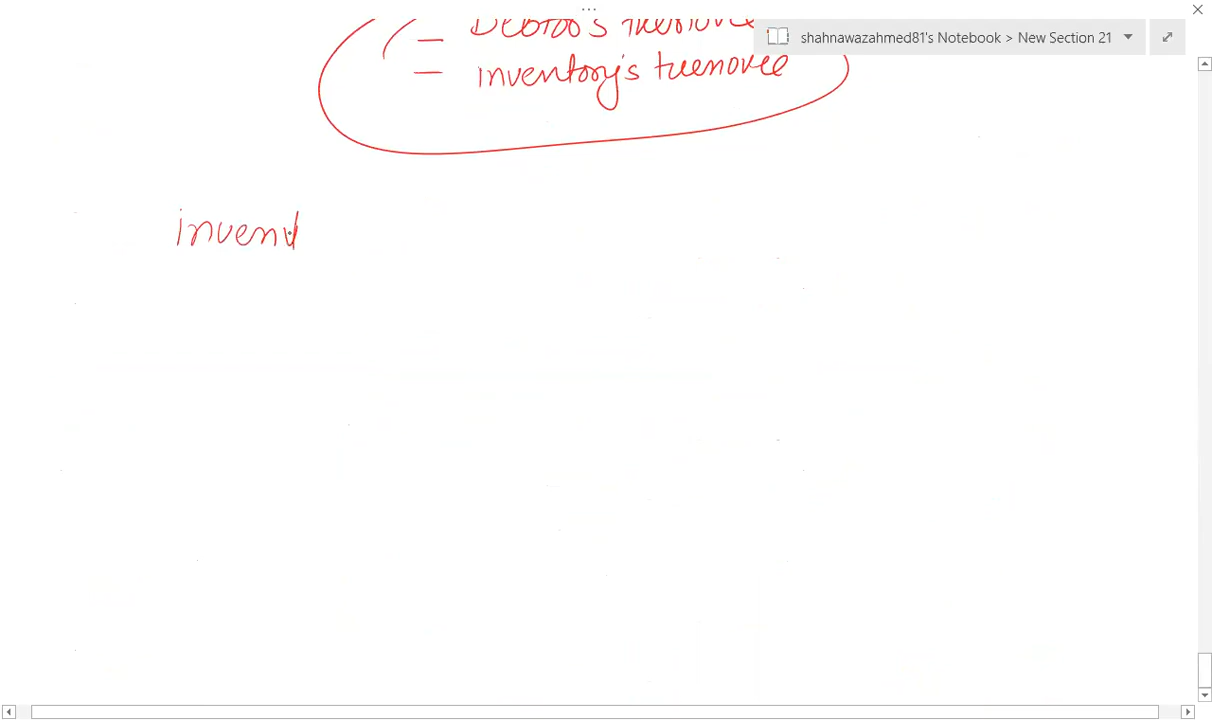 ...
shahnawazahmed81's Notebook > New Section 21
– Debtor's turnover
– inventory's turnover
invent